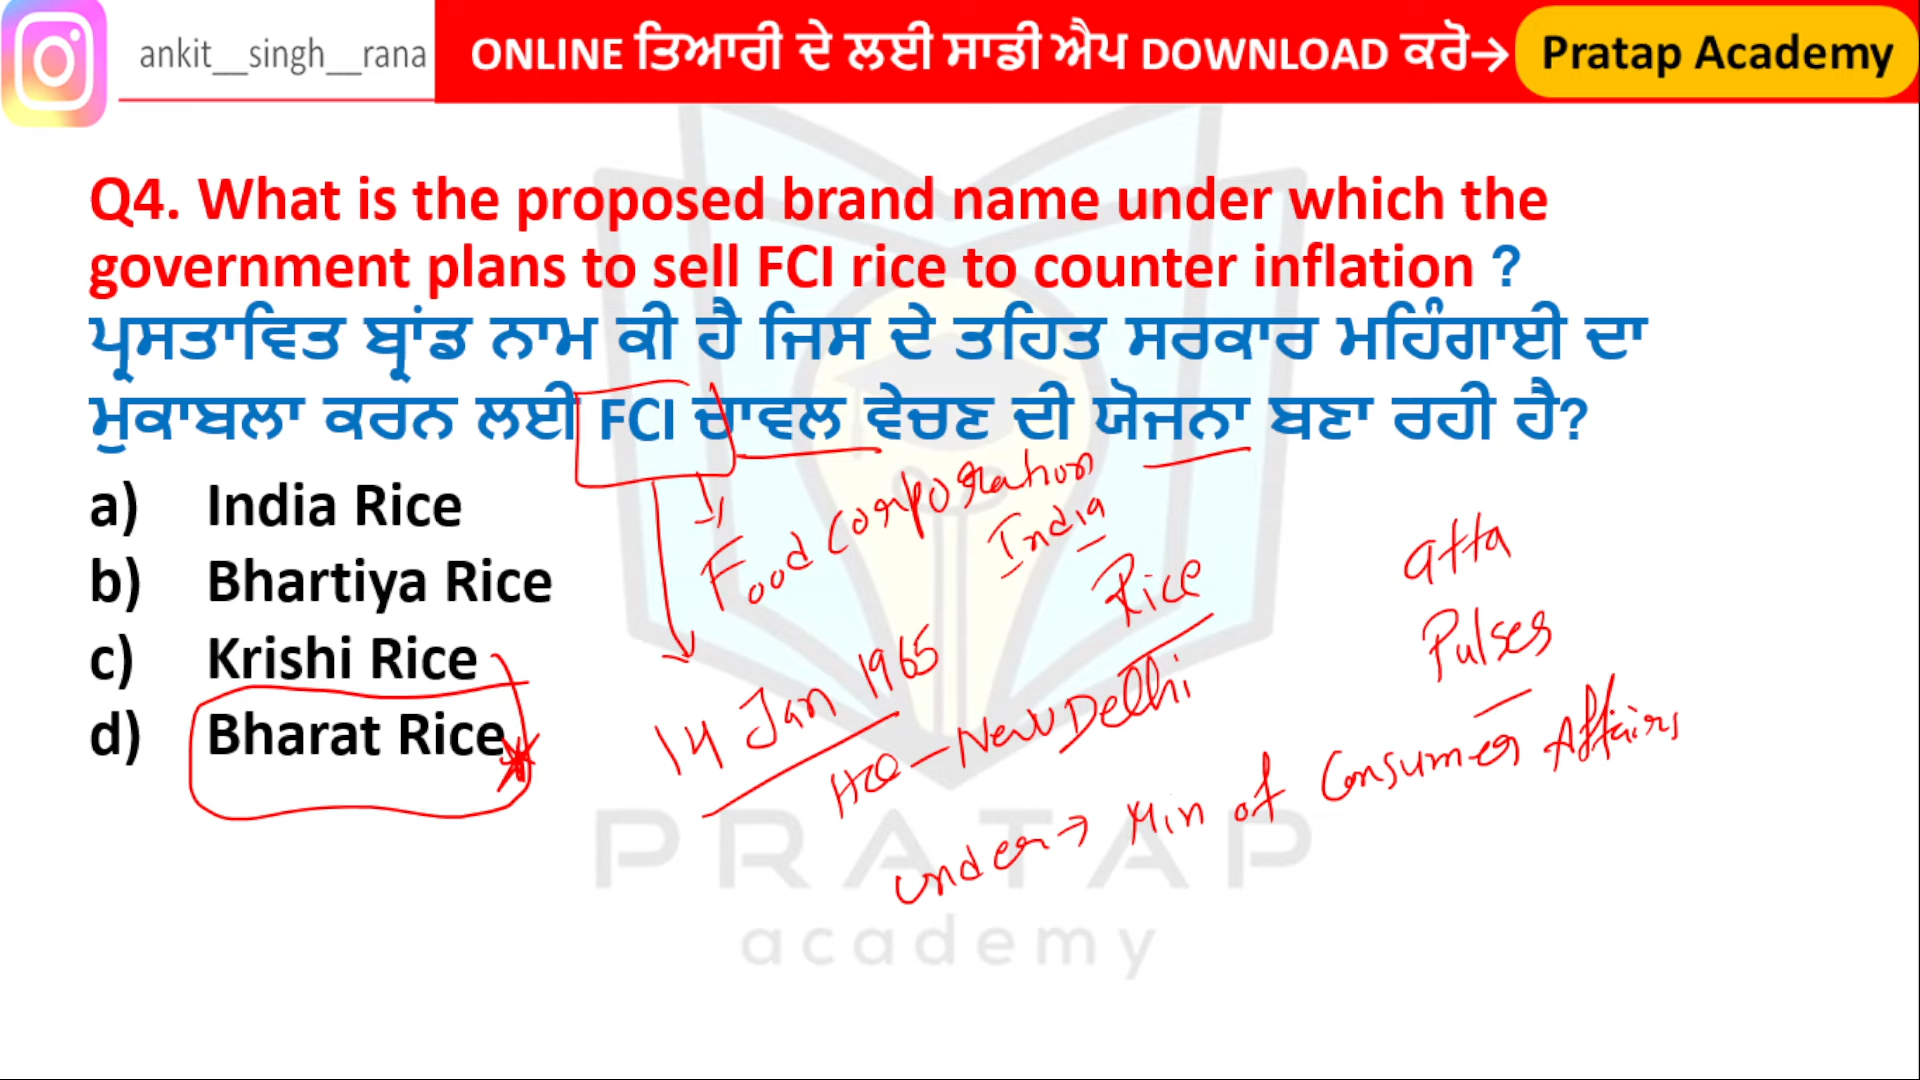 ankit__singh__rana
ONLINE ਤਿਆਰੀ ਦੇ ਲਈ ਸਾਡੀ ਐਪ DOWNLOAD ਕਰੋ→
Pratap Academy
Q4. What is the proposed brand name under which the
government plans to sell FCI rice to counter inflation ?
ਪ੍ਰਸਤਾਵਿਤ ਬ੍ਰਾਂਡ ਨਾਮ ਕੀ ਹੈ ਜਿਸ ਦੇ ਤਹਿਤ ਸਰਕਾਰ ਮਹਿੰਗਾਈ ਦਾ
ਮੁਕਾਬਲਾ ਕਰਨ ਲਈ FCI ਚਾਵਲ ਵੇਚਣ ਦੀ ਯੋਜਨਾ ਬਣਾ ਰਹੀ ਹੈ?
a) India Rice
b) Bhartiya Rice
c) Krishi Rice
d) Bharat Rice
Food Corporation
India
Rice
atta
Pulses
14 Jan 1965
HQ - New Delhi
Under → Min of Consumer Affairs
PRATAP
academy